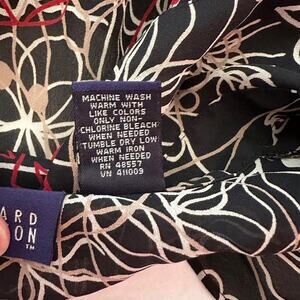 MACHINE WASH
WARM WITH
LIKE COLORS
ONLY NON-
CHLORINE BLEACH
WHEN NEEDED
TUMBLE DRY LOW
WARM IRON
WHEN NEEDED
RN 48557
VN 411009
ARD
ON™